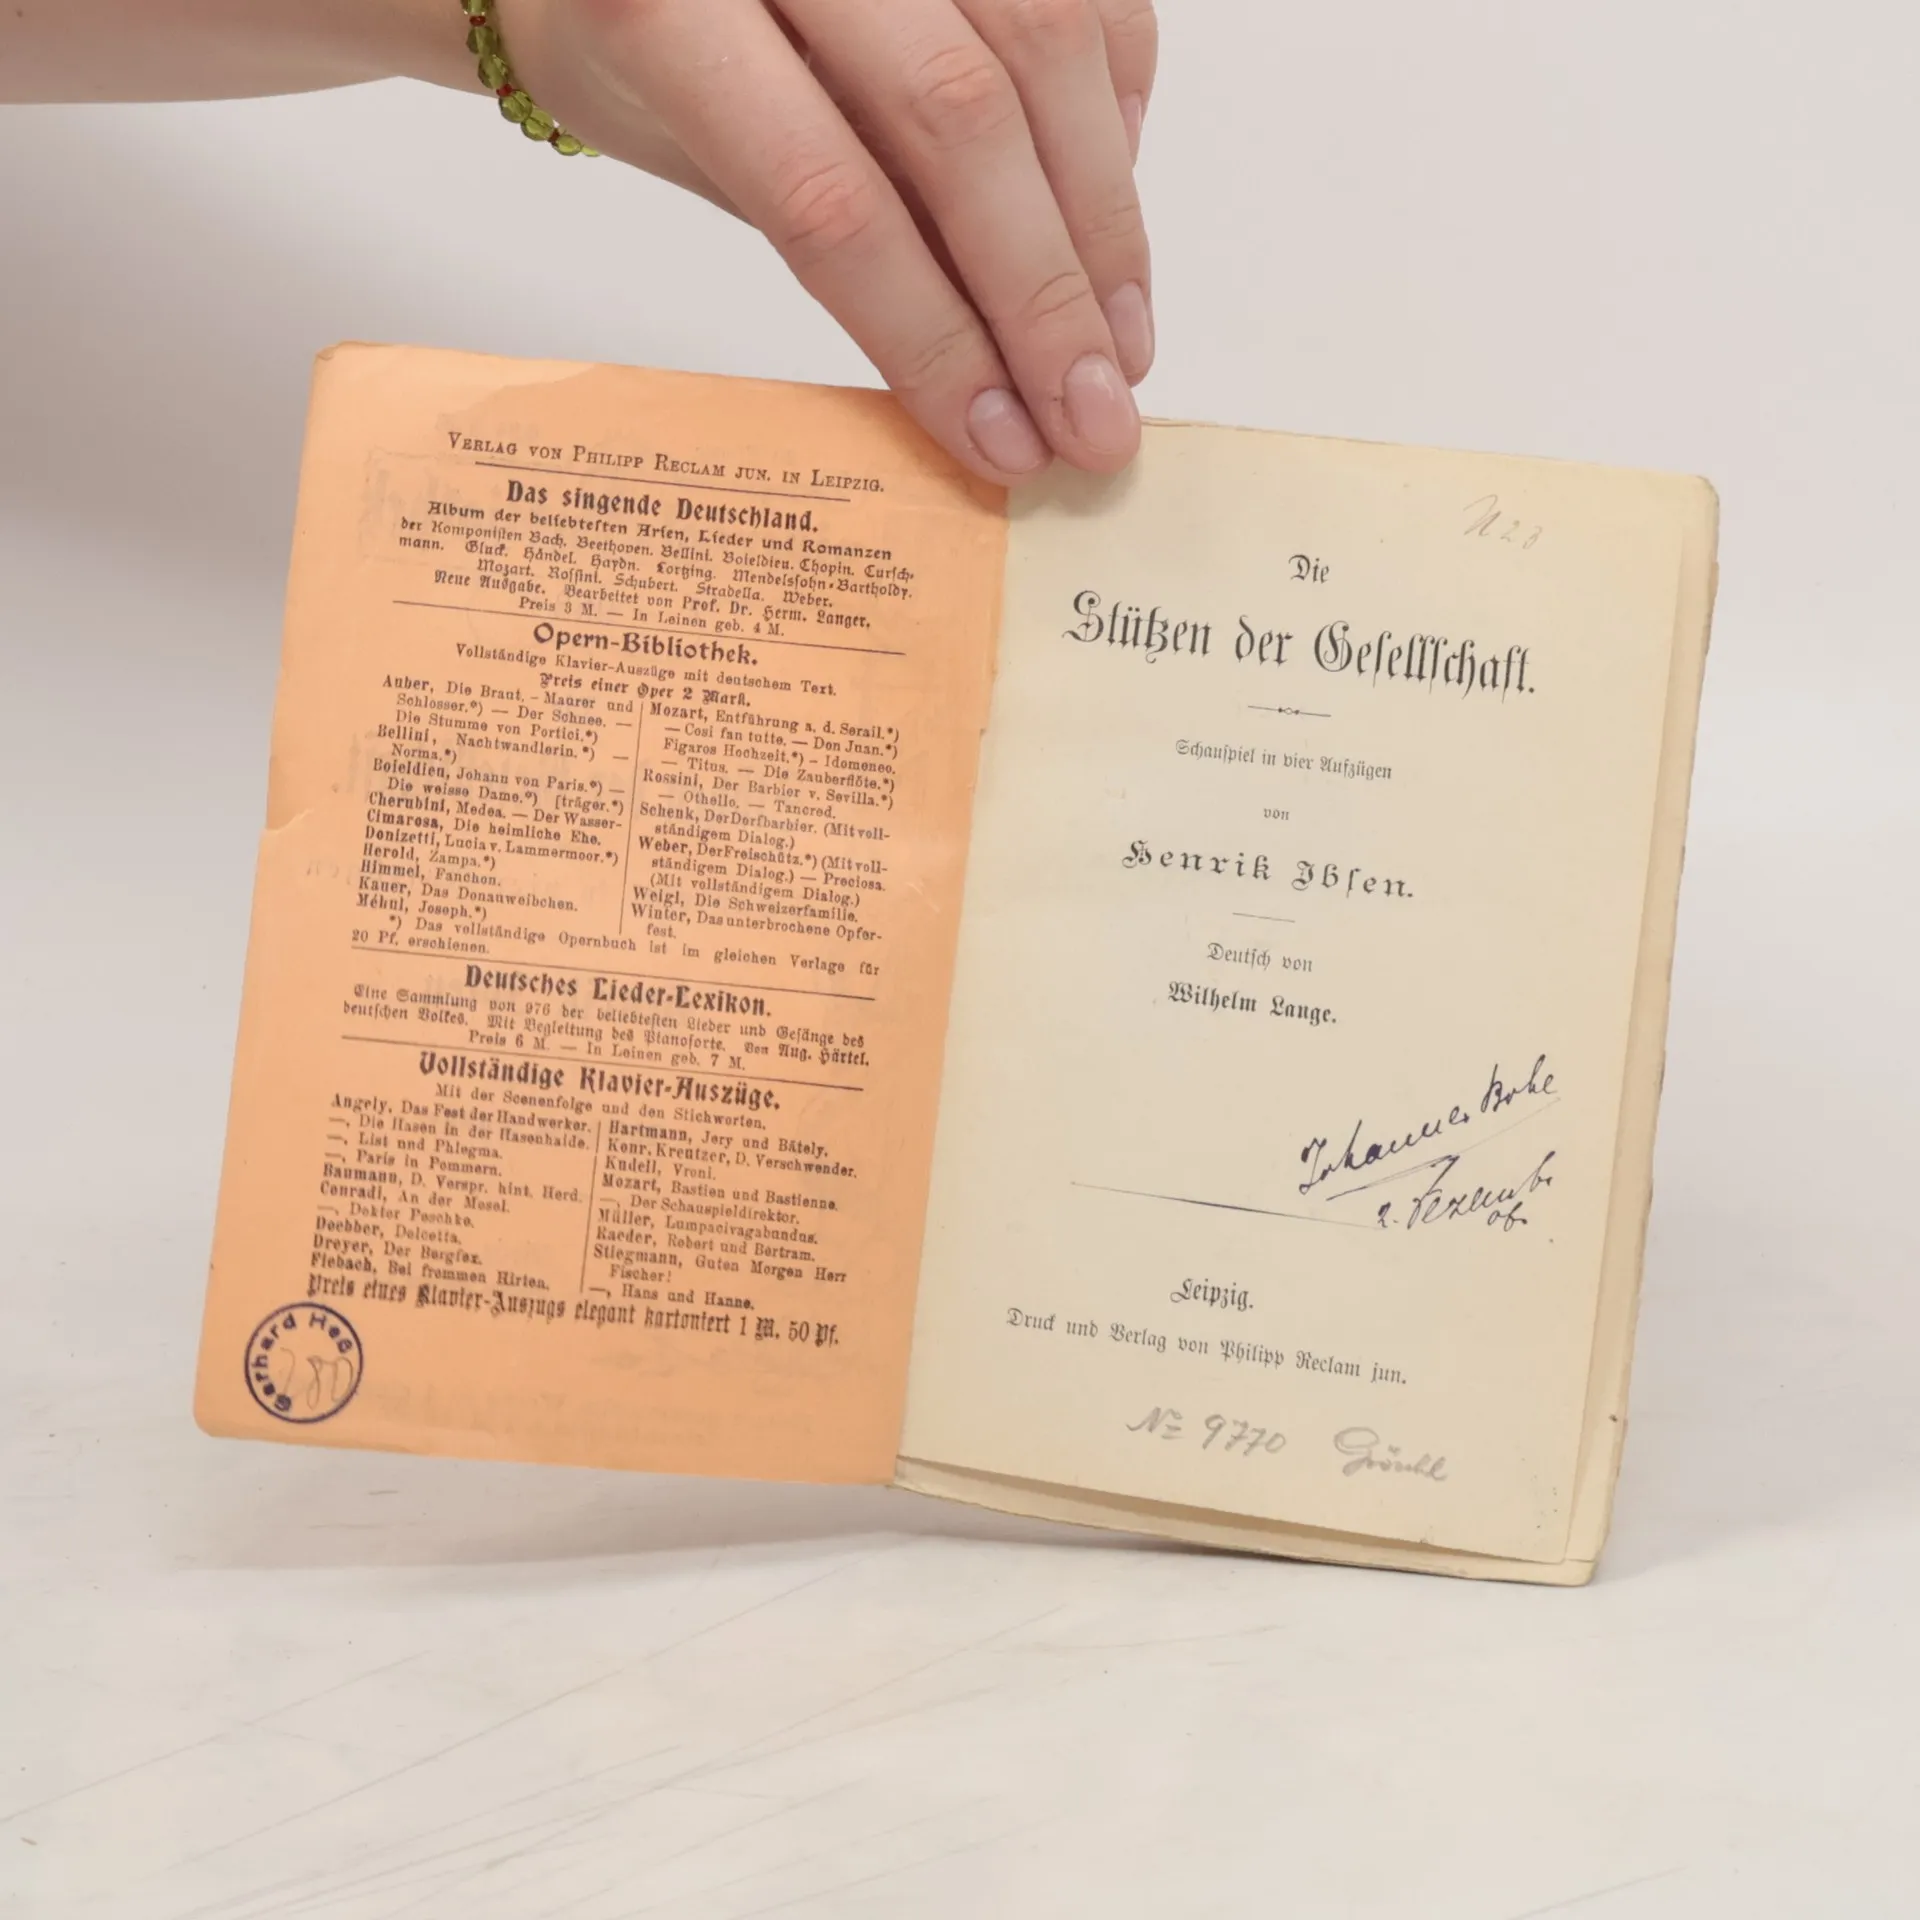 VERLAG VON PHILIPP RECLAM JUN. IN LEIPZIG.
Das singende Deutschland.
Album der beliebtesten Arien, Lieder und Romanzen
der Komponisten Bach. Beethoven. Bellini. Boieldieu. Chopin. Cursch-
mann. Gluck. Händel. Haydn. Lortzing. Mendelssohn-Bartholdy.
Mozart. Rossini. Schubert. Stradella. Weber.
Neue Ausgabe. Bearbeitet von Prof. Dr. Herm. Langer.
Preis 3 M. — In Leinen geb. 4 M.
Opern-Bibliothek.
Vollständige Klavier-Auszüge mit deutschem Text.
Preis einer Oper 2 Mark.
Auber, Die Braut. - Maurer und
Schlosser.*) — Der Schnee. —
Die Stumme von Portici.*)
Bellini, Nachtwandlerin.*) —
Norma.*)
Boieldieu, Johann von Paris.*) —
Die weisse Dame.*) [träger.*)
Cherubini, Medea. — Der Wasser-
Cimarosa, Die heimliche Ehe.
Donizetti, Lucia v. Lammermoor.*)
Herold, Zampa.*)
Himmel, Fanchon.
Kauer, Das Donauweibchen.
Méhul, Joseph.*)
Mozart, Entführung a. d. Serail.*)
— Cosi fan tutte. — Don Juan.*)
Figaros Hochzeit.*) – Idomeneo.
— Titus. — Die Zauberflöte.*)
Rossini, Der Barbier v. Sevilla.*)
— Othello. — Tancred.
Schenk, Der Dorfbarbier. (Mit voll-
ständigem Dialog.)
Weber, Der Freischütz.*) (Mit voll-
ständigem Dialog.) — Preciosa.
(Mit vollständigem Dialog.)
Weigl, Die Schweizerfamilie.
Winter, Das unterbrochene Opfer-
fest.
*) Das vollständige Opernbuch ist im gleichen Verlage für
20 Pf. erschienen.
Deutsches Lieder-Lexikon.
Eine Sammlung von 976 der beliebtesten Lieder und Gesänge des
deutschen Volkes. Mit Begleitung des Pianoforte. Von Aug. Härtel.
Preis 6 M. — In Leinen geb. 7 M.
Vollständige Klavier-Auszüge.
Mit der Scenenfolge und den Stichworten.
Angely, Das Fest der Handwerker.
—, Die Hasen in der Hasenhaide.
—, List und Phlegma.
—, Paris in Pommern.
Baumann, D. Verspr. hint. Herd.
Conradi, An der Mosel.
—, Doktor Peschke.
Doebber, Dolcetta.
Dreyer, Der Bergfex.
Fiebach, Bei frommen Hirten.
Hartmann, Jery und Bätely.
Konr. Kreutzer, D. Verschwender.
Kudell, Vroni.
Mozart, Bastien und Bastienne.
—, Der Schauspieldirektor.
Müller, Lumpacivagabundus.
Raeder, Robert und Bertram.
Stiegmann, Guten Morgen Herr
Fischer!
—, Hans und Hanne.
Preis eines Klavier-Auszugs elegant kartoniert 1 M. 50 Pf.
Gerhard Heß
280
N 23
Die
Stützen der Gesellschaft.
Schauspiel in vier Aufzügen
von
Henrik Ibsen.
Deutsch von
Wilhelm Lange.
Johannes
2. Dezemb.
06.
Leipzig.
Druck und Verlag von Philipp Reclam jun.
№ 9770